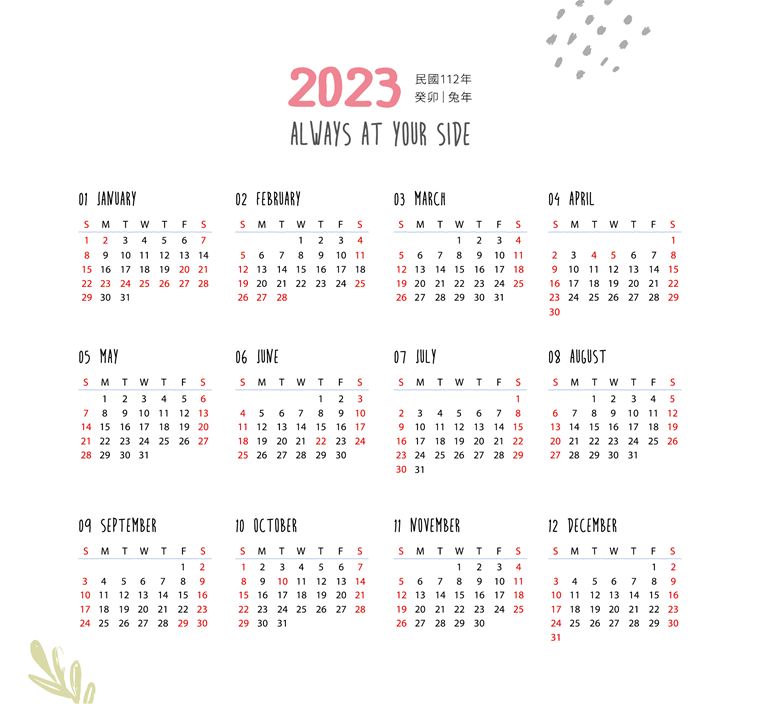 2023 民國112年
癸卯|兔年
ALWAYS AT YOUR SIDE
01 JANUARY
S M T W T F S
1 2 3 4 5 6 7
8 9 10 11 12 13 14
15 16 17 18 19 20 21
22 23 24 25 26 27 28
29 30 31
02 FEBRUARY
S M T W T F S
1 2 3 4
5 6 7 8 9 10 11
12 13 14 15 16 17 18
19 20 21 22 23 24 25
26 27 28
03 MARCH
S M T W T F S
1 2 3 4
5 6 7 8 9 10 11
12 13 14 15 16 17 18
19 20 21 22 23 24 25
26 27 28 29 30 31
04 APRIL
S M T W T F S
1
2 3 4 5 6 7 8
9 10 11 12 13 14 15
16 17 18 19 20 21 22
23 24 25 26 27 28 29
30
05 MAY
S M T W T F S
1 2 3 4 5 6
7 8 9 10 11 12 13
14 15 16 17 18 19 20
21 22 23 24 25 26 27
28 29 30 31
06 JUNE
S M T W T F S
1 2 3
4 5 6 7 8 9 10
11 12 13 14 15 16 17
18 19 20 21 22 23 24
25 26 27 28 29 30
07 JULY
S M T W T F S
1
2 3 4 5 6 7 8
9 10 11 12 13 14 15
16 17 18 19 20 21 22
23 24 25 26 27 28 29
30 31
08 AUGUST
S M T W T F S
1 2 3 4 5
6 7 8 9 10 11 12
13 14 15 16 17 18 19
20 21 22 23 24 25 26
27 28 29 30 31
09 SEPTEMBER
S M T W T F S
1 2
3 4 5 6 7 8 9
10 11 12 13 14 15 16
17 18 19 20 21 22 23
24 25 26 27 28 29 30
10 OCTOBER
S M T W T F S
1 2 3 4 5 6 7
8 9 10 11 12 13 14
15 16 17 18 19 20 21
22 23 24 25 26 27 28
29 30 31
11 NOVEMBER
S M T W T F S
1 2 3 4
5 6 7 8 9 10 11
12 13 14 15 16 17 18
19 20 21 22 23 24 25
26 27 28 29 30
12 DECEMBER
S M T W T F S
1 2
3 4 5 6 7 8 9
10 11 12 13 14 15 16
17 18 19 20 21 22 23
24 25 26 27 28 29 30
31